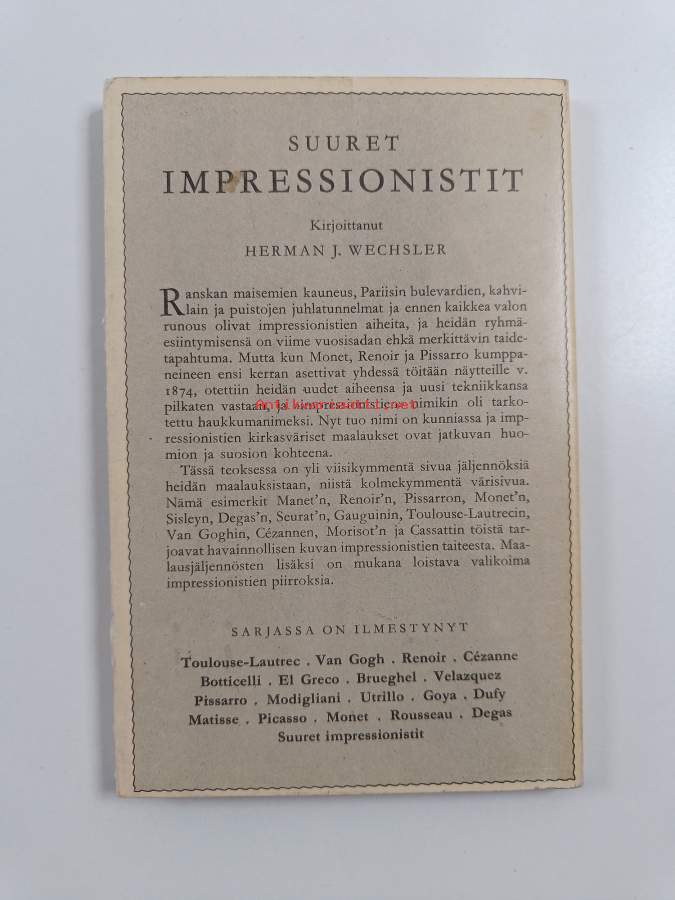 SUURET
IMPRESSIONISTIT
Kirjoittanut
HERMAN J. WECHSLER
Ranskan maisemien kauneus, Pariisin bulevardien, kahvi-
lain ja puistojen juhlatunnelmat ja ennen kaikkea valon
runous olivat impressionistien aiheita, ja heidän ryhmä-
esiintymisensä on viime vuosisadan ehkä merkittävin taide-
tapahtuma. Mutta kun Monet, Renoir ja Pissarro kumppa-
neineen ensi kerran asettivat yhdessä töitään näytteille v.
1874, otettiin heidän uudet aiheensa ja uusi tekniikkansa
pilkaten vastaan, ja »impressionistien» nimikin oli tarko-
tettu haukkumanimeksi. Nyt tuo nimi on kunniassa ja imp-
ressionistien kirkasväriset maalaukset ovat jatkuvan huo-
mion ja suosion kohteena.
Tässä teoksessa on yli viisikymmentä sivua jäljennöksiä
heidän maalauksistaan, niistä kolmekymmentä värisivua.
Nämä esimerkit Manet'n, Renoir'n, Pissarron, Monet'n,
Sisleyn, Degas'n, Seurat'n, Gauguinin, Toulouse-Lautrecin,
Van Goghin, Cézannen, Morisot'n ja Cassattin töistä tar-
joavat havainnollisen kuvan impressionistien taiteesta. Maa-
lausjäljennösten lisäksi on mukana loistava valikoima
impressionistien piirroksia.
SARJASSA ON ILMESTYNYT
Toulouse-Lautrec . Van Gogh . Renoir . Cézanne
Botticelli . El Greco . Brueghel . Velazquez
Pissarro . Modigliani . Utrillo . Goya . Dufy
Matisse . Picasso . Monet . Rousseau . Degas
Suuret impressionistit